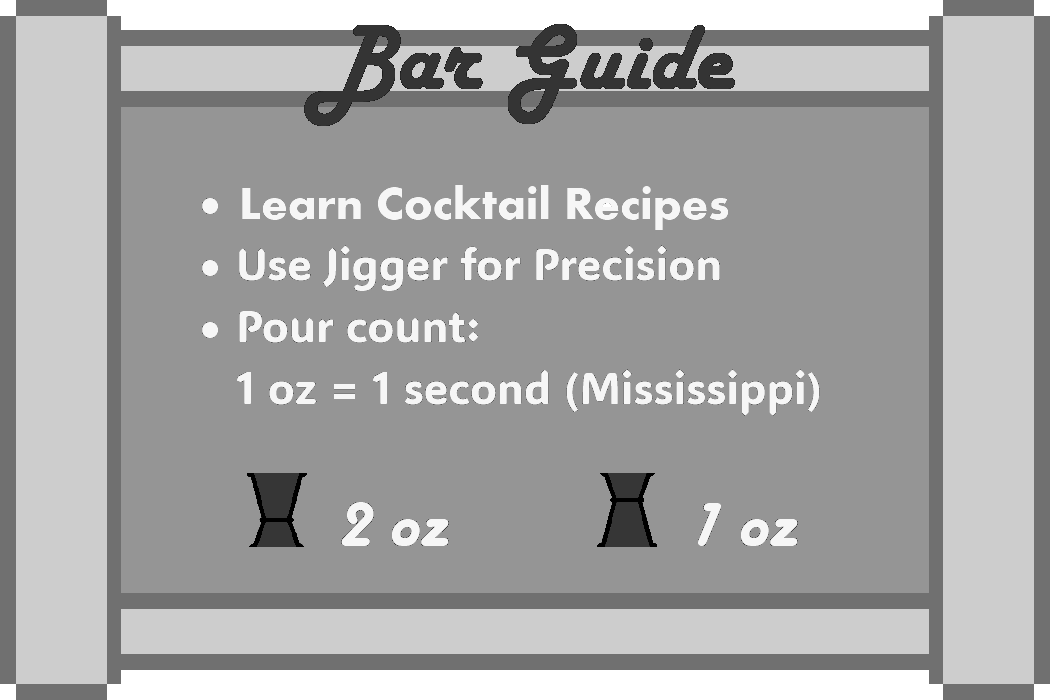 Bar Guide
• Learn Cocktail Recipes
• Use Jigger for Precision
• Pour count:
1 oz = 1 second (Mississippi)
2 oz 1 oz